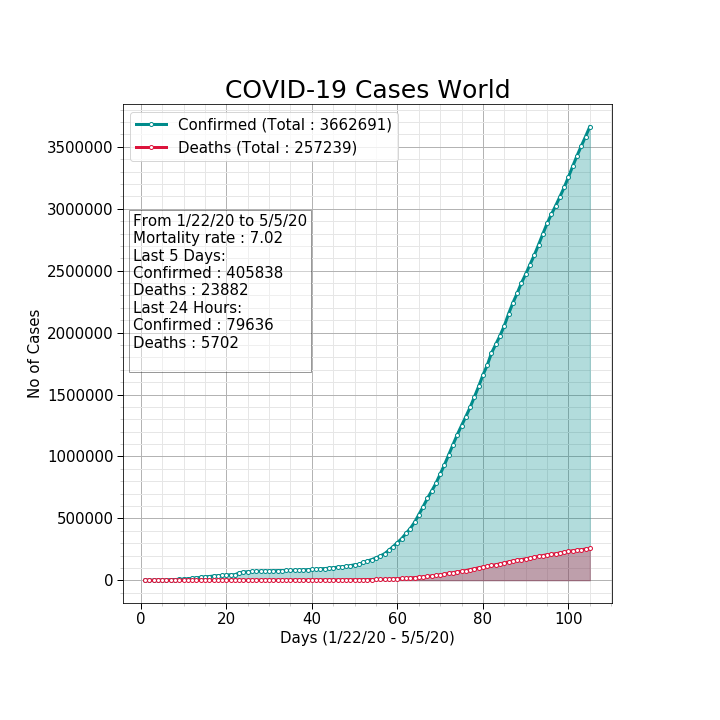 COVID-19 Cases World
Confirmed (Total : 3662691)
Deaths (Total : 257239)
From 1/22/20 to 5/5/20
Mortality rate : 7.02
Last 5 Days:
Confirmed : 405838
Deaths : 23882
Last 24 Hours:
Confirmed : 79636
Deaths : 5702
No of Cases
3500000
3000000
2500000
2000000
1500000
1000000
500000
0
0 20 40 60 80 100
Days (1/22/20 - 5/5/20)